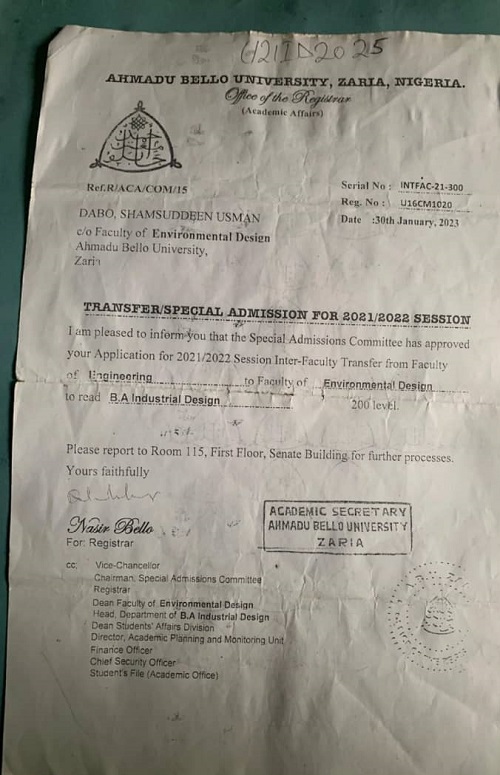 U21ID2025
AHMADU BELLO UNIVERSITY, ZARIA, NIGERIA.
Office of the Registrar
(Academic Affairs)
Ref.R/ACA/COM/15
Serial No : INTFAC-21-300
Reg. No : U16CM1020
Date :30th January, 2023
DABO, SHAMSUDDEEN USMAN
c/o Faculty of Environmental Design
Ahmadu Bello University,
Zaria
TRANSFER/SPECIAL ADMISSION FOR 2021/2022 SESSION
I am pleased to inform you that the Special Admissions Committee has approved
your Application for 2021/2022 Session Inter-Faculty Transfer from Faculty
of Engineering to Faculty of Environmental Design
to read B.A Industrial Design 200 level.
Please report to Room 115, First Floor, Senate Building for further processes.
Yours faithfully
Nasir Bello
For: Registrar
ACADEMIC SECRETARY
AHMADU BELLO UNIVERSITY
ZARIA
cc: Vice-Chancellor
Chairman, Special Admissions Committee
Registrar
Dean Faculty of Environmental Design
Head, Department of B.A Industrial Design
Dean Students' Affairs Division
Director, Academic Planning and Monitoring Unit
Finance Officer
Chief Security Officer
Student's File (Academic Office)